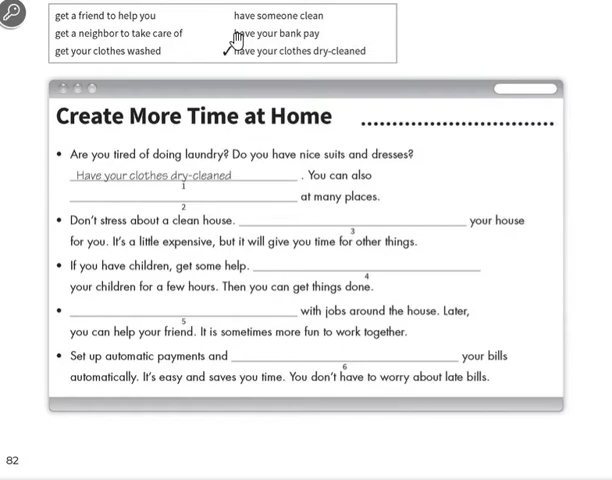 get a friend to help you have someone clean
get a neighbor to take care of have your bank pay
get your clothes washed ✓ have your clothes dry-cleaned
Create More Time at Home
• Are you tired of doing laundry? Do you have nice suits and dresses?
Have your clothes dry-cleaned . You can also
1
at many places.
2
• Don't stress about a clean house. your house
3
for you. It's a little expensive, but it will give you time for other things.
• If you have children, get some help.
4
your children for a few hours. Then you can get things done.
• with jobs around the house. Later,
5
you can help your friend. It is sometimes more fun to work together.
• Set up automatic payments and your bills
6
automatically. It's easy and saves you time. You don't have to worry about late bills.
82